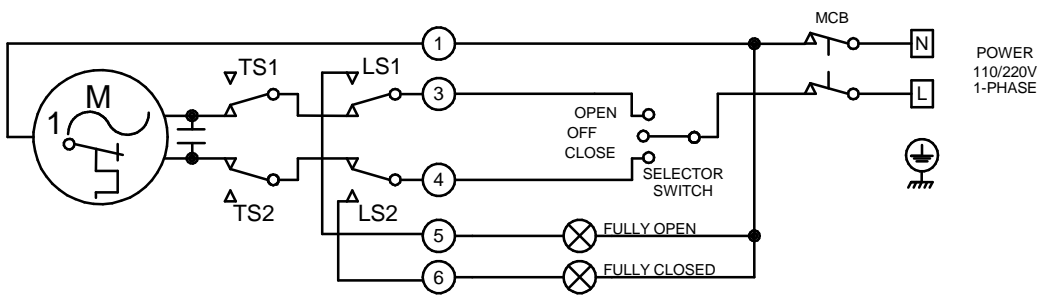 MCB
1
N
POWER
110/220V
1-PHASE
TS1
LS1
M
1
3
L
OPEN
OFF
CLOSE
4
SELECTOR
SWITCH
TS2
LS2
5
FULLY OPEN
6
FULLY CLOSED